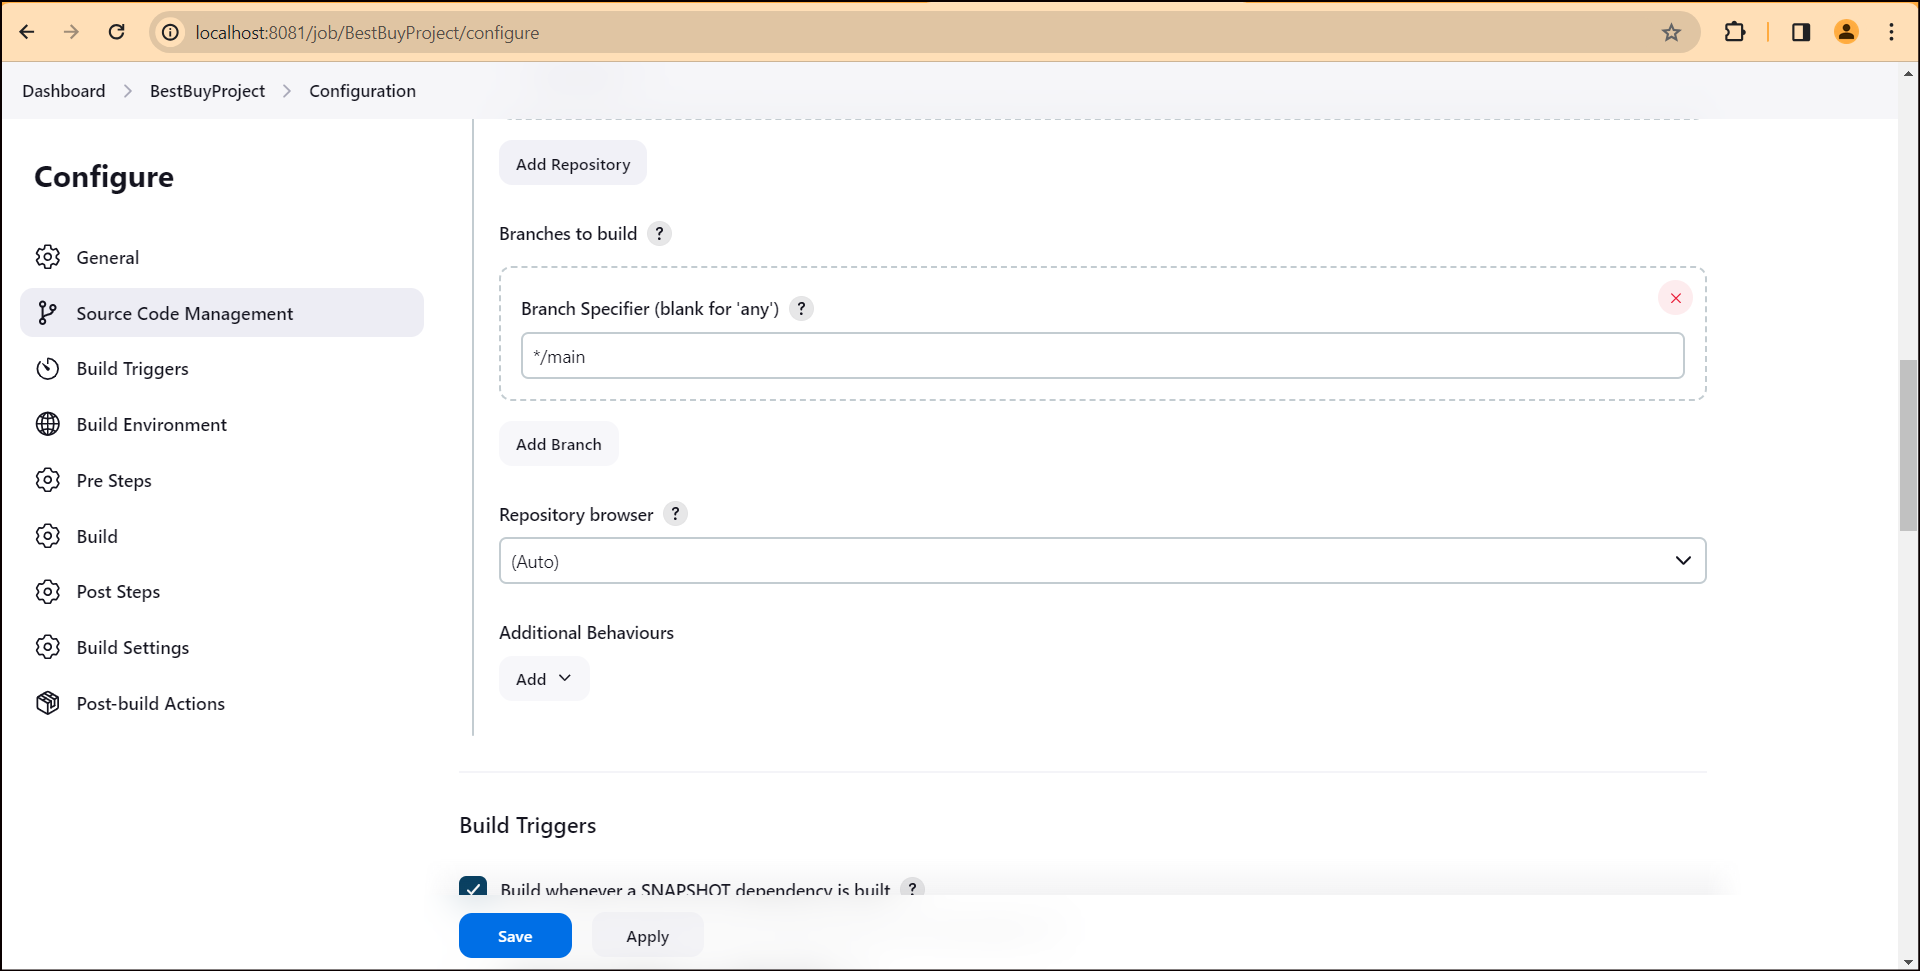 localhost:8081/job/BestBuyProject/configure
Dashboard > BestBuyProject > Configuration
Configure
General
Source Code Management
Build Triggers
Build Environment
Pre Steps
Build
Post Steps
Build Settings
Post-build Actions
Add Repository
Branches to build ?
Branch Specifier (blank for 'any') ?
*/main
Add Branch
Repository browser ?
(Auto)
Additional Behaviours
Add
Build Triggers
Build whenever a SNAPSHOT dependency is built ?
Save Apply